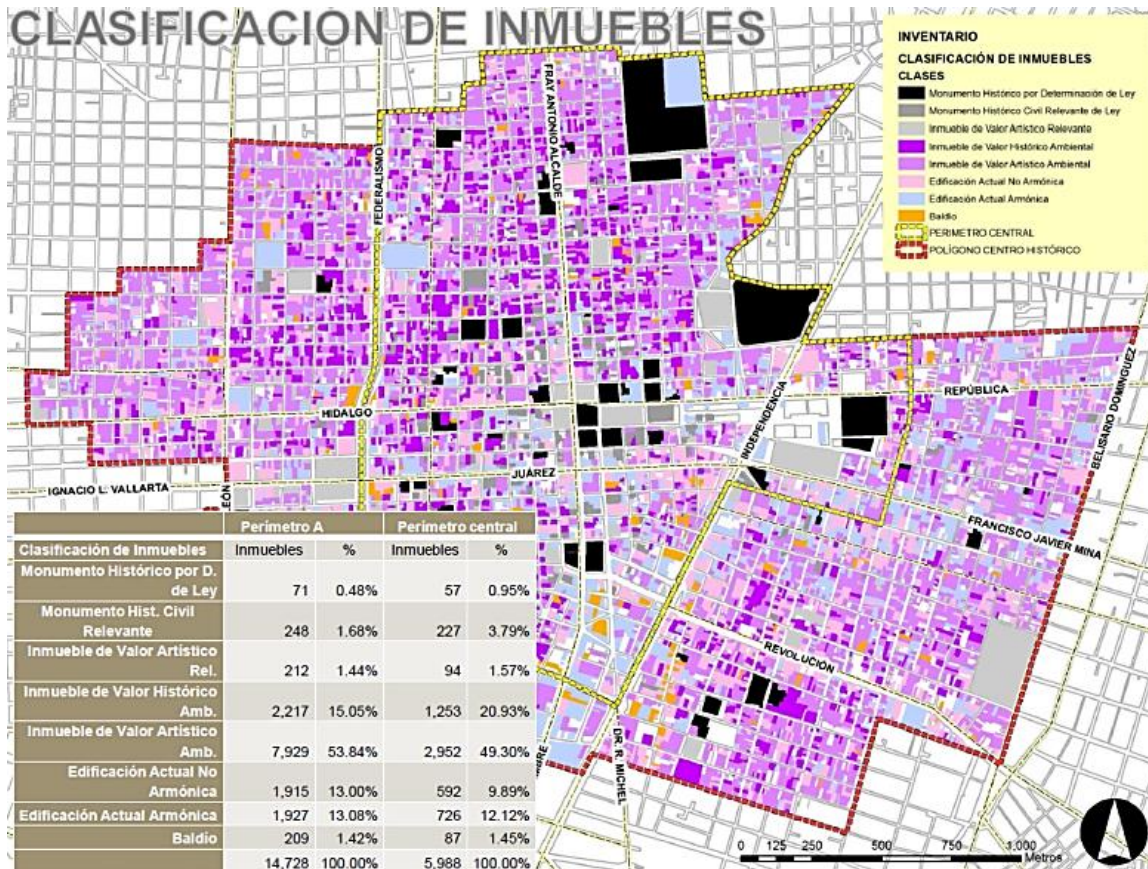 CLASIFICACION DE INMUEBLES
INVENTARIO
CLASIFICACIÓN DE INMUEBLES
CLASES
Monumento Histórico por Determinación de Ley
Monumento Histórico Civil Relevante de Ley
Inmueble de Valor Artístico Relevante
Inmueble de Valor Histórico Ambiental
Inmueble de Valor Artístico Ambiental
Edificación Actual No Armónica
Edificación Actual Armónica
Baldío
PERIMETRO CENTRAL
POLÍGONO CENTRO HISTÓRICO
FRAY ANTONIO ALCALDE
FEDERALISMO
HIDALGO
REPÚBLICA
INDEPENDENCIA
BELISARIO DOMINGUEZ
JUÁREZ
IGNACIO L. VALLARTA
LEÓN
FRANCISCO JAVIER MINA
REVOLUCIÓN
DR. R. MICHEL
Perímetro A Perímetro central
Clasificación de Inmuebles Inmuebles % Inmuebles %
Monumento Histórico por D.
de Ley 71 0.48% 57 0.95%
Monumento Hist. Civil
Relevante 248 1.68% 227 3.79%
Inmueble de Valor Artístico
Rel. 212 1.44% 94 1.57%
Inmueble de Valor Histórico
Amb. 2,217 15.05% 1,253 20.93%
Inmueble de Valor Artístico
Amb. 7,929 53.84% 2,952 49.30%
Edificación Actual No
Armónica 1,915 13.00% 592 9.89%
Edificación Actual Armónica 1,927 13.08% 726 12.12%
Baldío 209 1.42% 87 1.45%
14,728 100.00% 5,988 100.00%
0 125 250 500 750 1,000
Metros